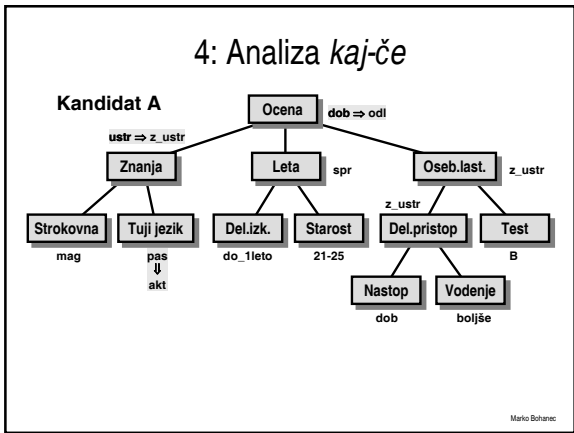 4: Analiza kaj-če
Kandidat A
Ocena
dob ⇒ odl
ustr ⇒ z_ustr
Znanja
Leta
spr
Oseb.last.
z_ustr
z_ustr
Strokovna
Tuji jezik
Del.izk.
Starost
Del.pristop
Test
mag
pas
do_1leto
21-25
B
⇓
akt
Nastop
Vodenje
dob
boljše
Marko Bohanec